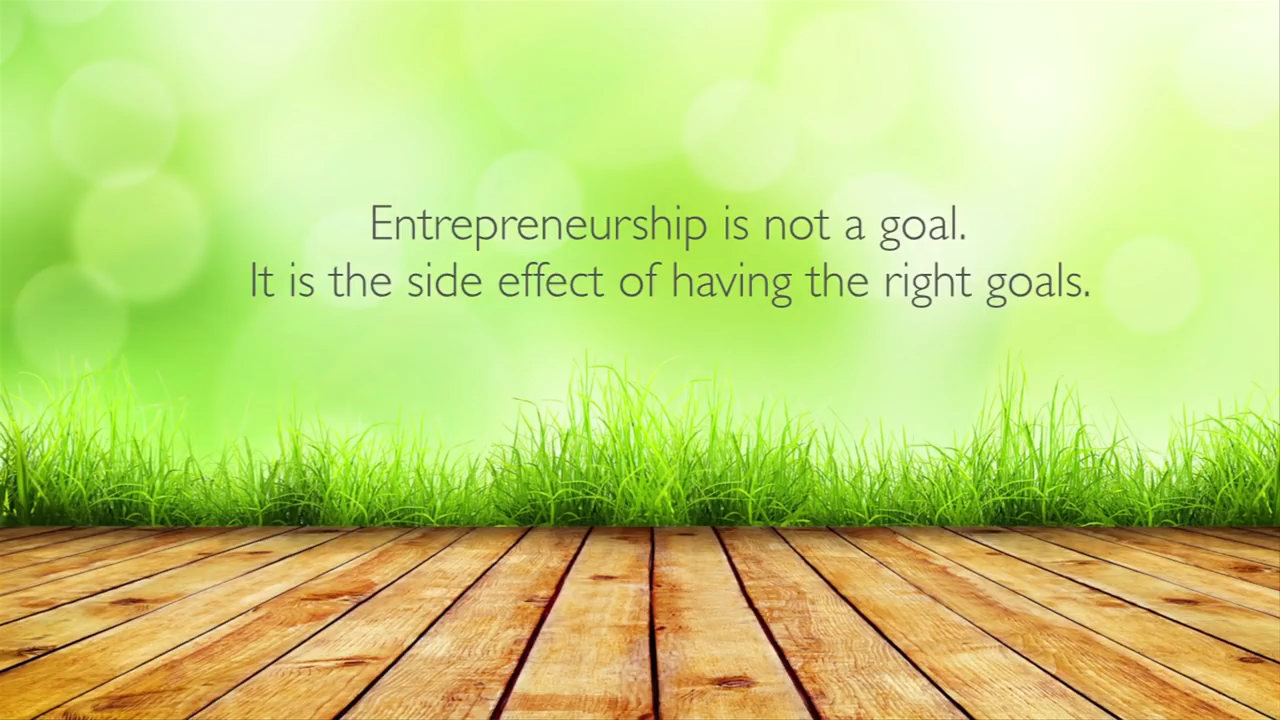 Entrepreneurship is not a goal.
It is the side effect of having the right goals.